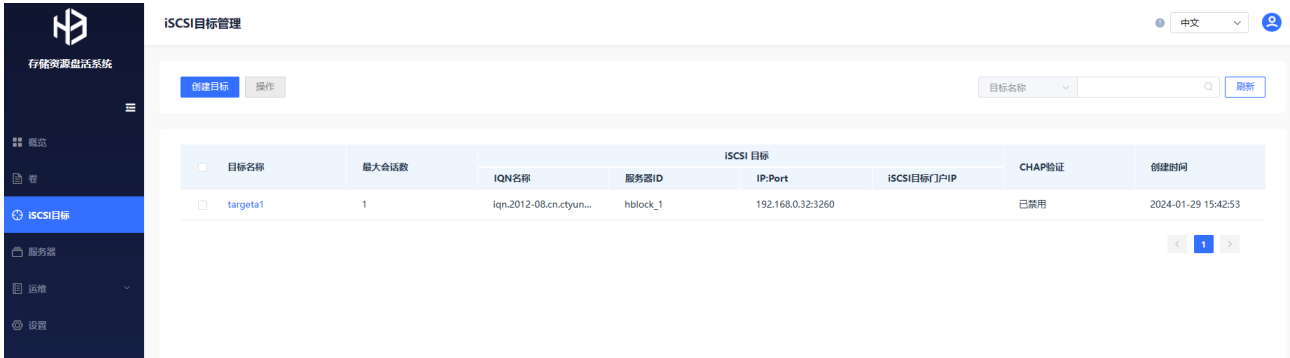 iSCSI目标管理
中文
存储资源盘活系统
创建目标
操作
目标名称
刷新
概览
卷
iSCSI目标
服务器
运维
设置
目标名称
最大会话数
iSCSI 目标
IQN名称
服务器ID
IP:Port
iSCSI目标门户IP
CHAP验证
创建时间
targeta1
1
iqn.2012-08.cn.ctyun...
hblock_1
192.168.0.32:3260
已禁用
2024-01-29 15:42:53
1